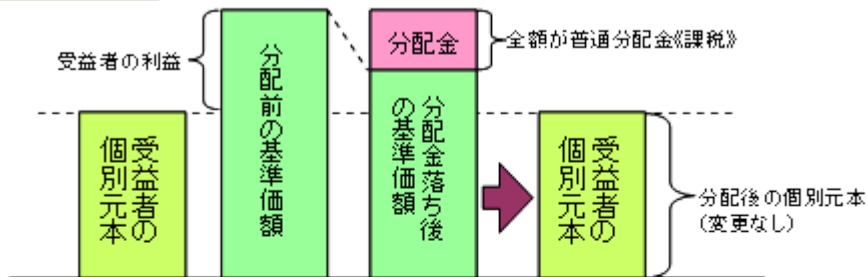 受益者の利益
受益者の
個別元本
分配前の基準価額
分配金
全額が普通分配金《課税》
分配金落ち後
の基準価額
受益者の
個別元本
分配後の個別元本
(変更なし)